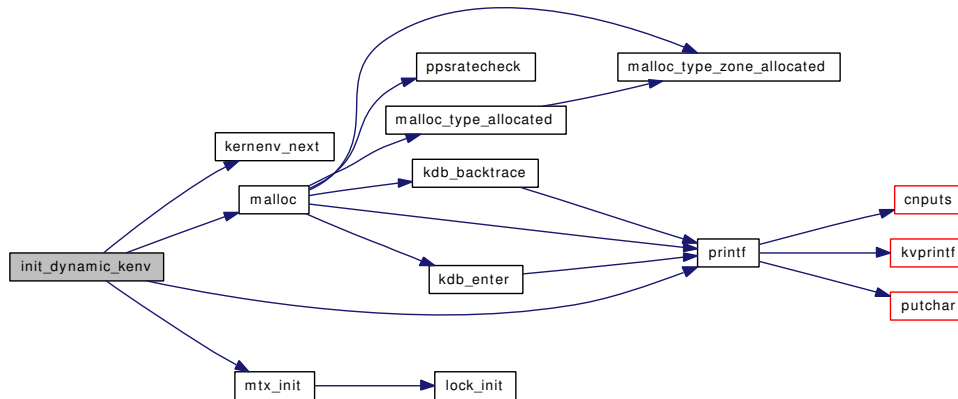 init_dynamic_kenv
kernenv_next
malloc
mtx_init
ppsratecheck
malloc_type_allocated
kdb_backtrace
kdb_enter
lock_init
malloc_type_zone_allocated
printf
cnputs
kvprintf
putchar